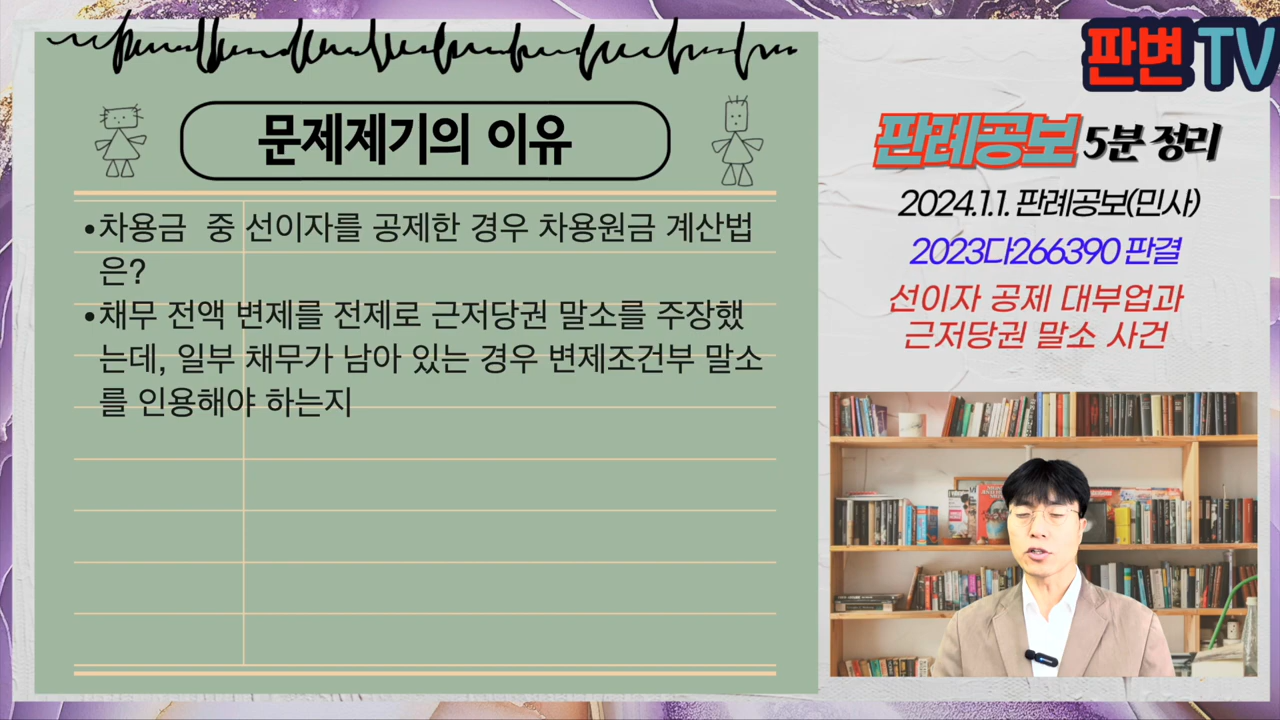 판변 TV
문제제기의 이유
•차용금 중 선이자를 공제한 경우 차용원금 계산법
은?
•채무 전액 변제를 전제로 근저당권 말소를 주장했
는데, 일부 채무가 남아 있는 경우 변제조건부 말소
를 인용해야 하는지
판례공보 5분 정리
2024.1.1. 판례공보(민사)
2023다266390 판결
선이자 공제 대부업과
근저당권 말소 사건